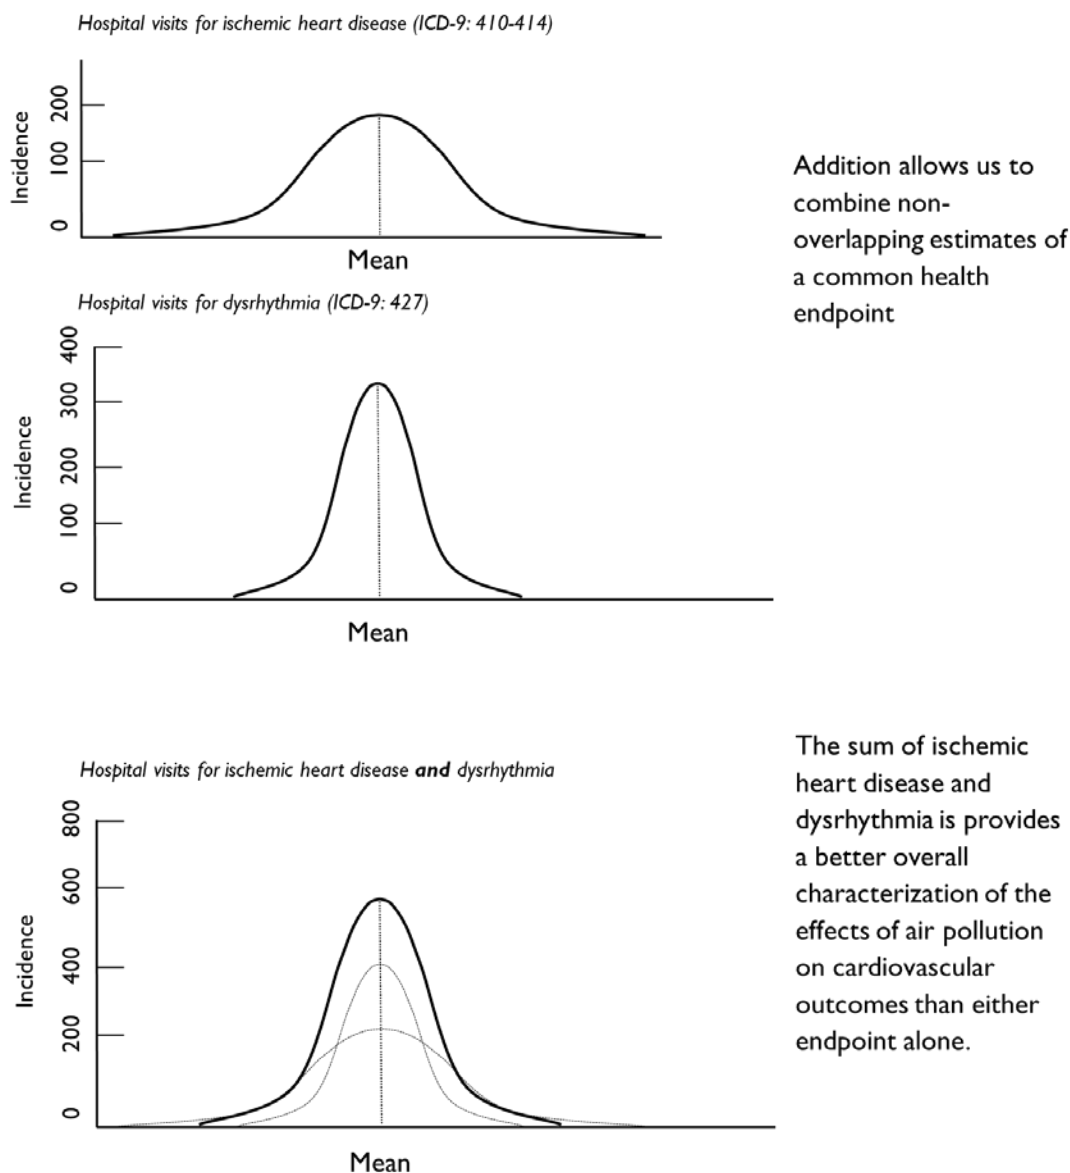 Hospital visits for ischemic heart disease (ICD-9: 410-414)
200
100
0
Incidence
Mean
Addition allows us to
combine non-
overlapping estimates of
a common health
endpoint
Hospital visits for dysrhythmia (ICD-9: 427)
400
300
200
100
0
Incidence
Mean
Hospital visits for ischemic heart disease and dysrhythmia
800
600
400
200
0
Incidence
Mean
The sum of ischemic
heart disease and
dysrhythmia is provides
a better overall
characterization of the
effects of air pollution
on cardiovascular
outcomes than either
endpoint alone.